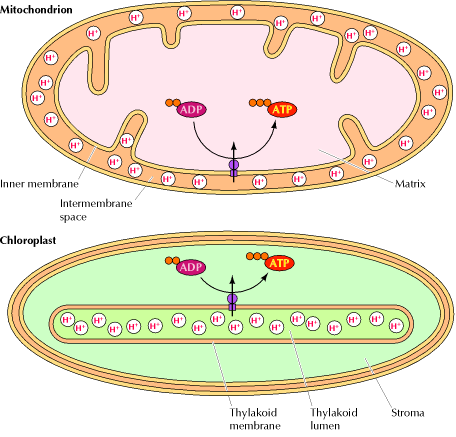 Mitochondrion
H+ H+ H+ H+ H+ H+ H+ H+
H+ H+ H+ H+
H+ H+
H+ H+
ADP ATP
H+ H+
H+ H+ H+
H+ H+ H+ H+ H+ H+
Inner membrane
Matrix
Intermembrane
space
Chloroplast
ADP ATP
H+ H+ H+ H+ H+ H+ H+ H+ H+ H+ H+ H+ H+ H+ H+ H+
Thylakoid
membrane
Thylakoid
lumen
Stroma